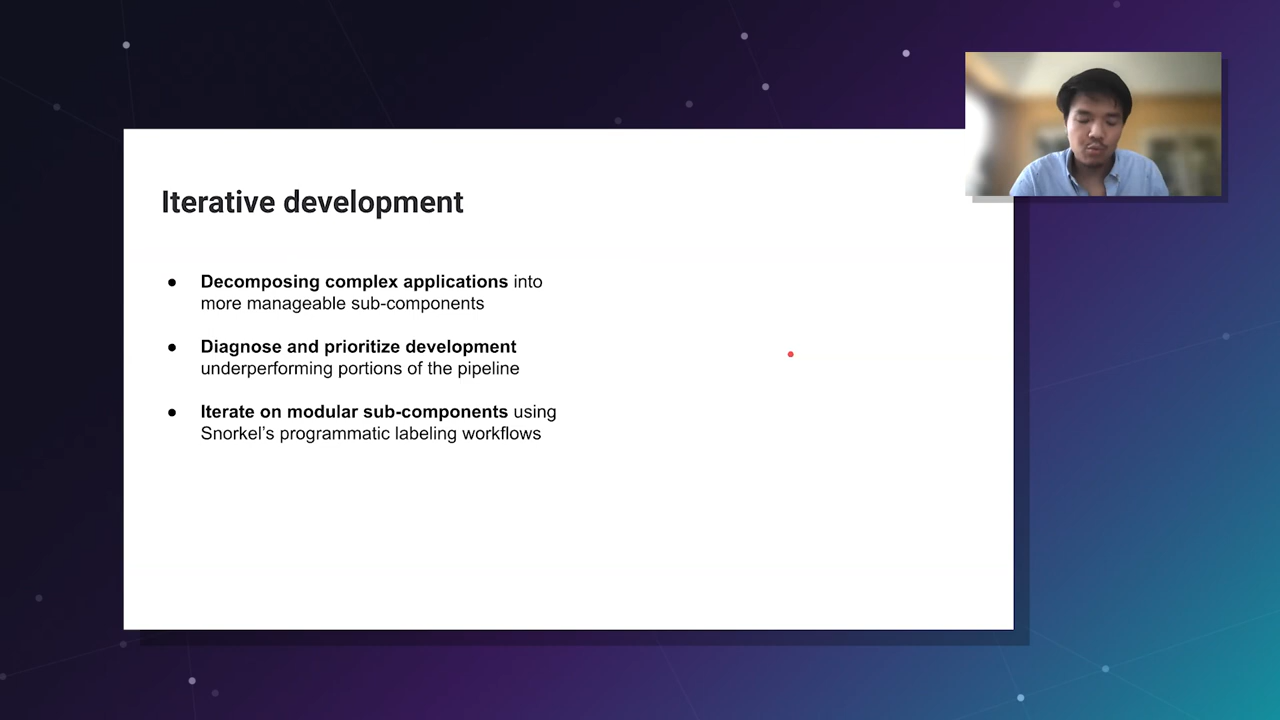 Iterative development
● Decomposing complex applications into
more manageable sub-components
● Diagnose and prioritize development
underperforming portions of the pipeline
● Iterate on modular sub-components using
Snorkel’s programmatic labeling workflows